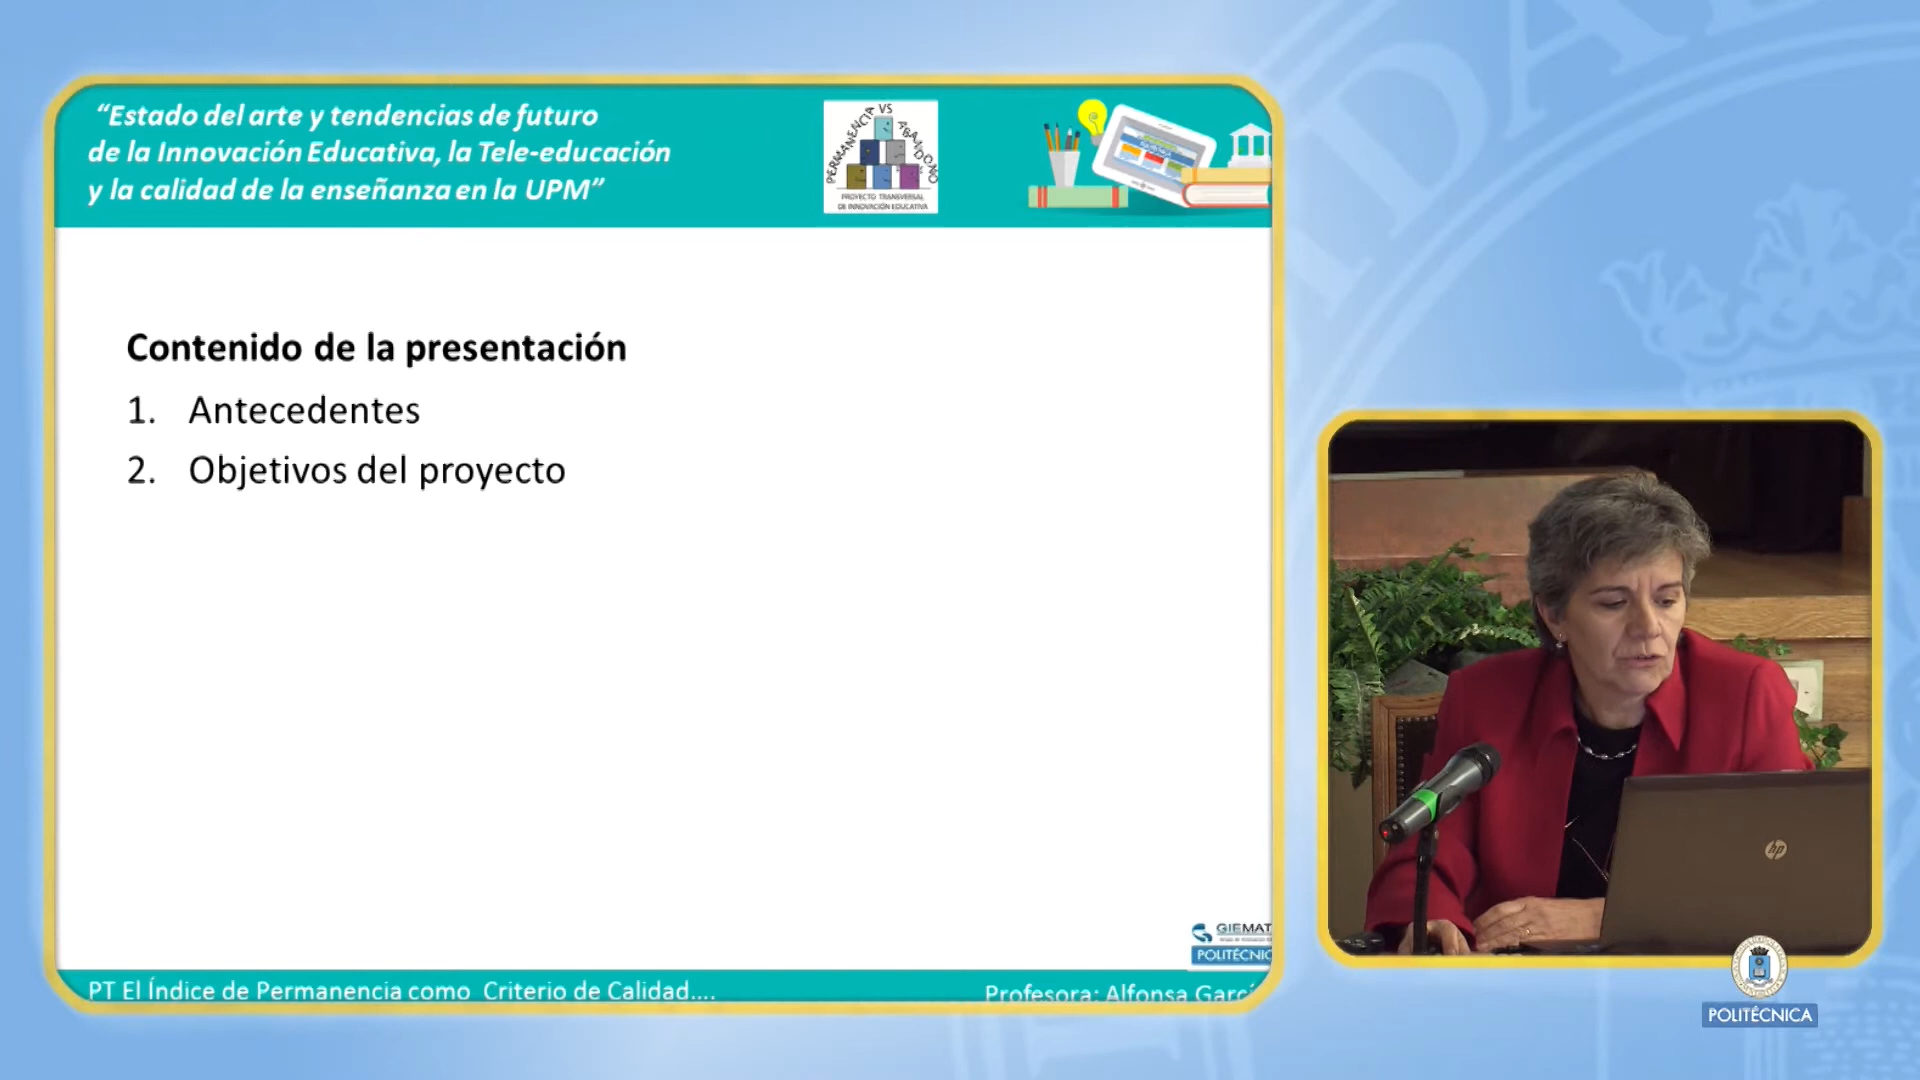 “Estado del arte y tendencias de futuro
de la Innovación Educativa, la Tele-educación
y la calidad de la enseñanza en la UPM”
PERMANENCIA VS ABANDONO
PROYECTO TRANSVERSAL
DE INNOVACIÓN EDUCATIVA
Contenido de la presentación
1. Antecedentes
2. Objetivos del proyecto
GIEMAT
POLITÉCNIC
PT El Índice de Permanencia como Criterio de Calidad....
Profesora: Alfonsa Garcí
hp
POLITÉCNICA